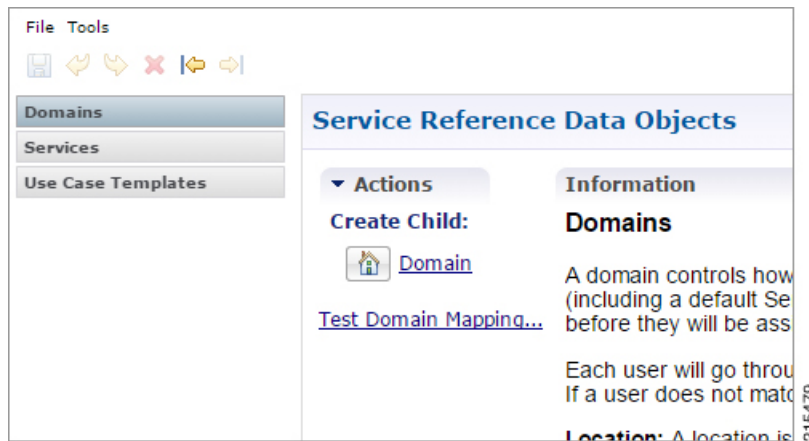 File Tools
Domains
Services
Use Case Templates
Service Reference Data Objects
Actions
Create Child:
Domain
Test Domain Mapping...
Information
Domains
A domain controls how
(including a default Se
before they will be ass
Each user will go throu
If a user does not matc
Location: A location is